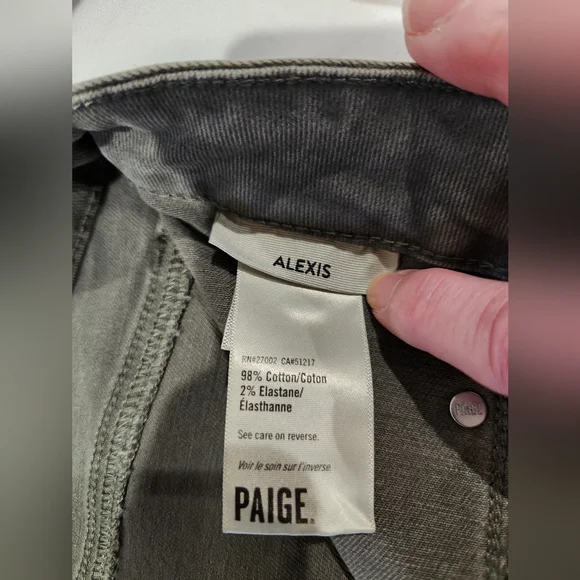 ALEXIS
RN#27002 CA#51217
98% Cotton/Coton
2% Elastane/
Élasthanne
See care on reverse.
Voir le soin sur l'inverse.
PAIGE
PAIGE